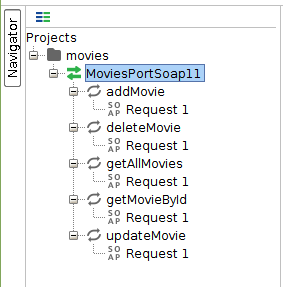 Navigator
Projects
movies
MoviesPortSoap11
addMovie
SO AP Request 1
deleteMovie
SO AP Request 1
getAllMovies
SO AP Request 1
getMovieById
SO AP Request 1
updateMovie
SO AP Request 1